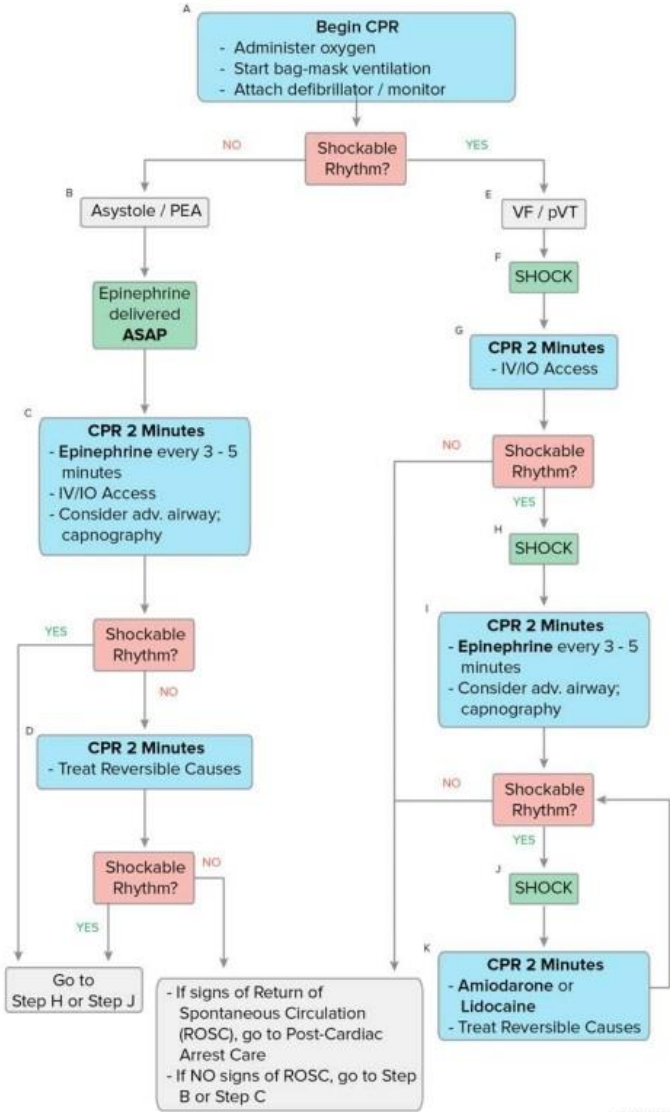 A
Begin CPR
- Administer oxygen
- Start bag-mask ventilation
- Attach defibrillator / monitor
NO
Shockable
Rhythm?
YES
B
Asystole / PEA
Epinephrine
delivered
ASAP
C
CPR 2 Minutes
- Epinephrine every 3 - 5
minutes
- IV/IO Access
- Consider adv. airway;
capnography
YES
Shockable
Rhythm?
NO
D
CPR 2 Minutes
- Treat Reversible Causes
Shockable
Rhythm?
NO
YES
Go to
Step H or Step J
- If signs of Return of
Spontaneous Circulation
(ROSC), go to Post-Cardiac
Arrest Care
- If NO signs of ROSC, go to Step
B or Step C
E
VF / pVT
F
SHOCK
G
CPR 2 Minutes
- IV/IO Access
NO
Shockable
Rhythm?
YES
H
SHOCK
I
CPR 2 Minutes
- Epinephrine every 3 - 5
minutes
- Consider adv. airway;
capnography
NO
Shockable
Rhythm?
YES
J
SHOCK
K
CPR 2 Minutes
- Amiodarone or
Lidocaine
- Treat Reversible Causes